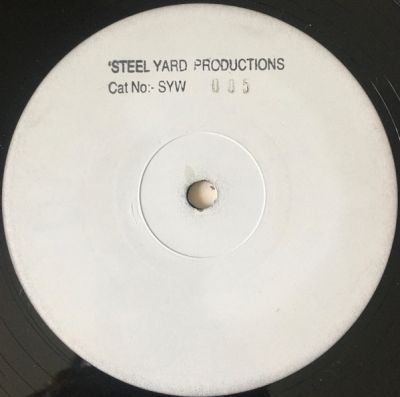 ‘STEEL YARD PRODUCTIONS
Cat No:- SYW 005